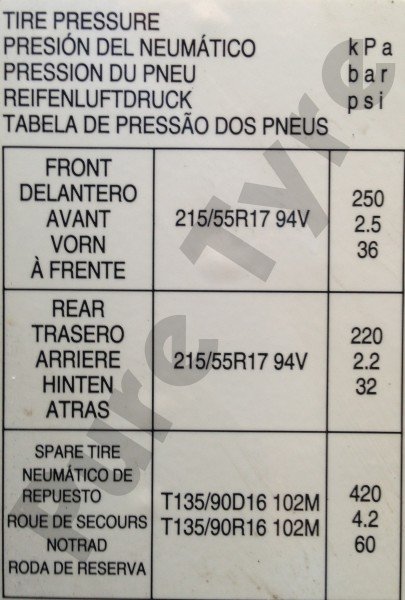 TIRE PRESSURE
PRESIÓN DEL NEUMÁTICO kPa
PRESSION DU PNEU bar
REIFENLUFTDRUCK psi
TABELA DE PRESSÃO DOS PNEUS
FRONT
DELANTERO
AVANT
VORN
À FRENTE
215/55R17 94V
250
2.5
36
REAR
TRASERO
ARRIERE
HINTEN
ATRAS
215/55R17 94V
220
2.2
32
SPARE TIRE
NEUMÁTICO DE
REPUESTO
ROUE DE SECOURS
NOTRAD
RODA DE RESERVA
T135/90D16 102M
T135/90R16 102M
420
4.2
60
Pure Tyre